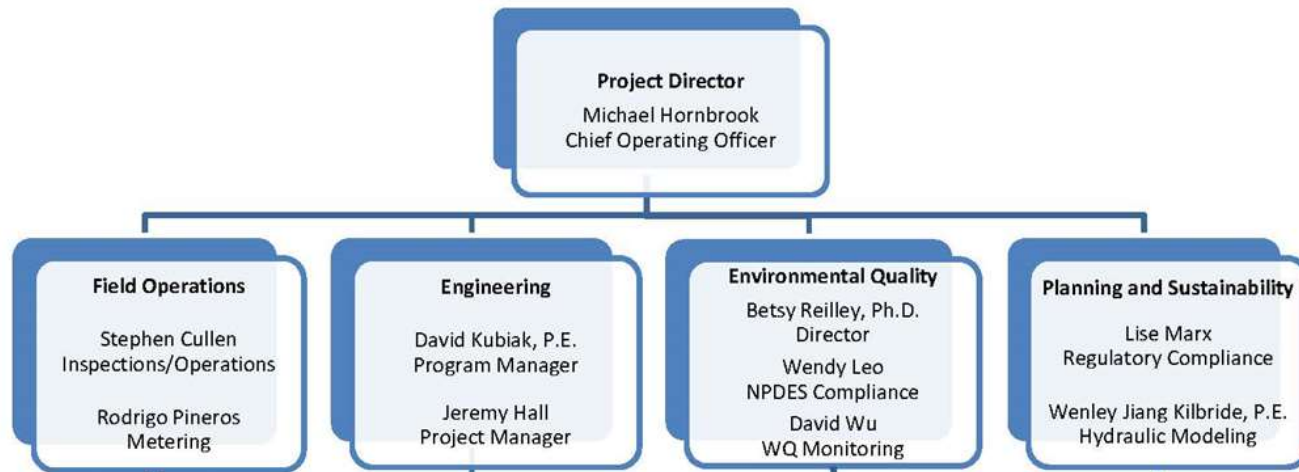 Project Director
Michael Hornbrook
Chief Operating Officer
Field Operations
Stephen Cullen
Inspections/Operations
Rodrigo Pineros
Metering
Engineering
David Kubiak, P.E.
Program Manager
Jeremy Hall
Project Manager
Environmental Quality
Betsy Reilley, Ph.D.
Director
Wendy Leo
NPDES Compliance
David Wu
WQ Monitoring
Planning and Sustainability
Lise Marx
Regulatory Compliance
Wenley Jiang Kilbride, P.E.
Hydraulic Modeling